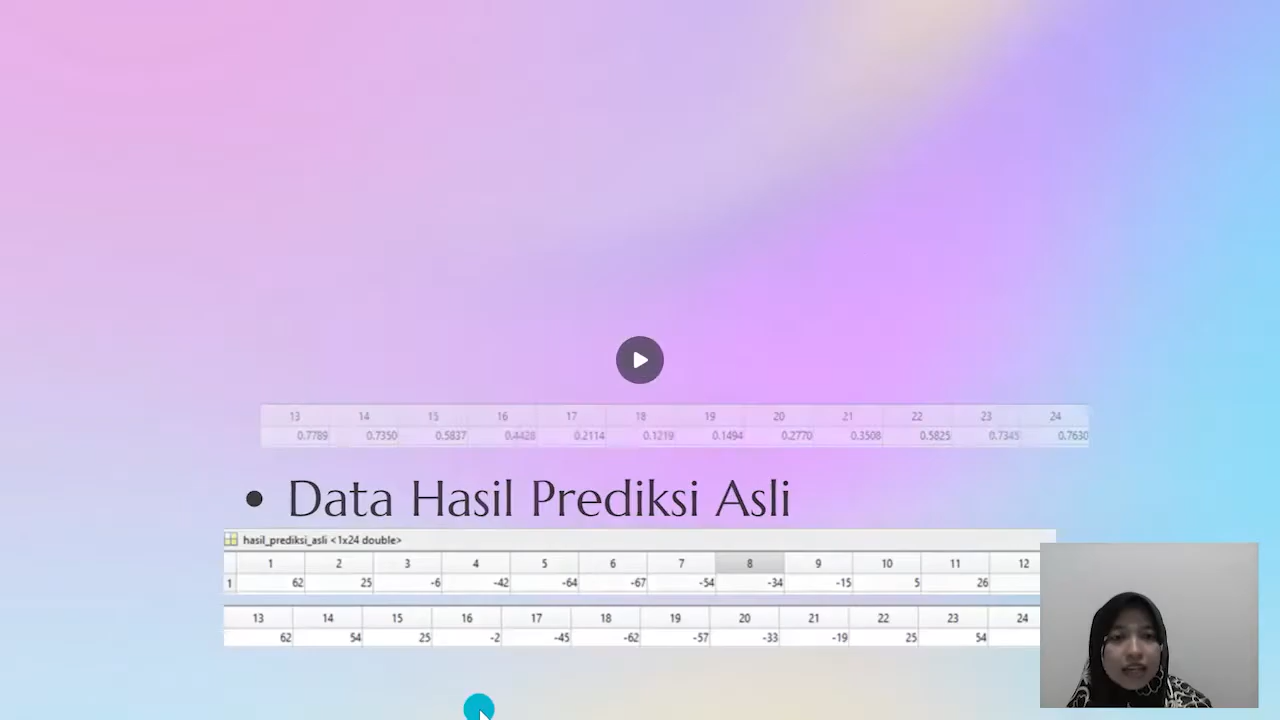 13 14 15 16 17 18 19 20 21 22 23 24
0.7789 0.7350 0.5837 0.4428 0.2114 0.1219 0.1494 0.2770 0.3508 0.5825 0.7345 0.7630
• Data Hasil Prediksi Asli
hasil_prediksi_asli <1x24 double>
1 2 3 4 5 6 7 8 9 10 11 12
1 62 25 -6 -42 -64 -67 -54 -34 -15 5 26
13 14 15 16 17 18 19 20 21 22 23 24
62 54 25 -2 -45 -62 -57 -33 -19 25 54